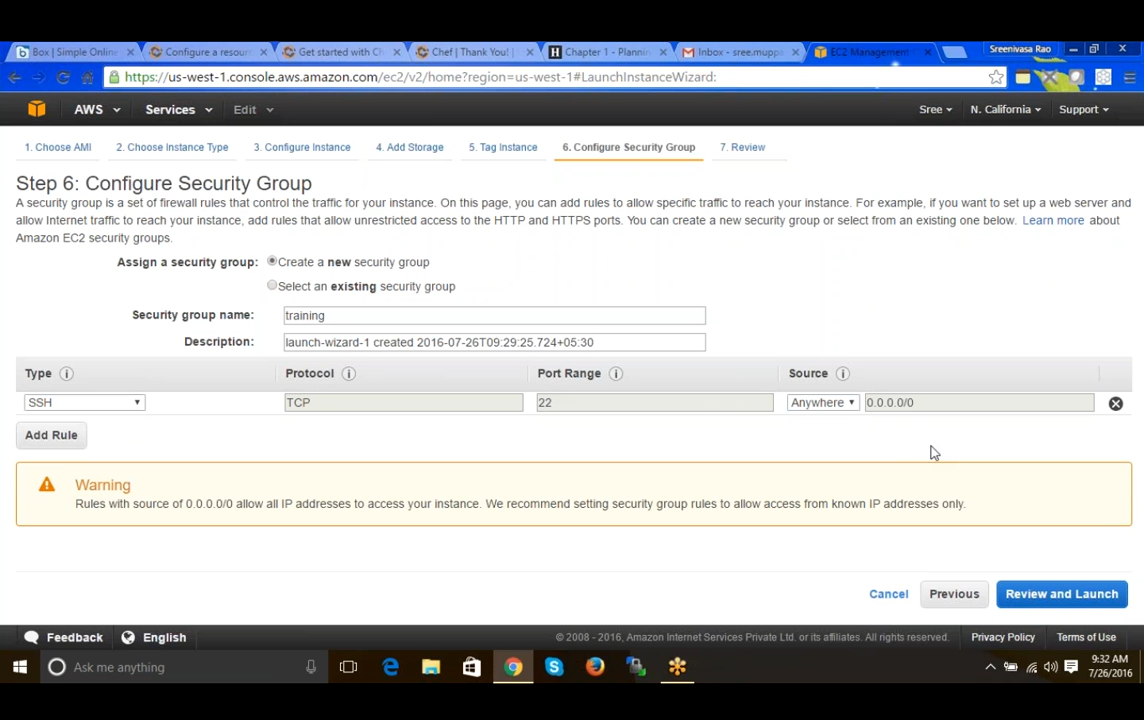 Box | Simple Online
Configure a resour
Get started with Ch
Chef | Thank You! |
Chapter 1 - Plannin
Inbox - sree.mupp
EC2 Management
Sreenivasa Rao
https://us-west-1.console.aws.amazon.com/ec2/v2/home?region=us-west-1#LaunchInstanceWizard:
AWS Services Edit Sree N. California Support
1. Choose AMI 2. Choose Instance Type 3. Configure Instance 4. Add Storage 5. Tag Instance 6. Configure Security Group 7. Review
Step 6: Configure Security Group
A security group is a set of firewall rules that control the traffic for your instance. On this page, you can add rules to allow specific traffic to reach your instance. For example, if you want to set up a web server and
allow Internet traffic to reach your instance, add rules that allow unrestricted access to the HTTP and HTTPS ports. You can create a new security group or select from an existing one below. Learn more about
Amazon EC2 security groups.
Assign a security group: Create a new security group
Select an existing security group
Security group name: training
Description: launch-wizard-1 created 2016-07-26T09:29:25.724+05:30
Type Protocol Port Range Source
SSH TCP 22 Anywhere 0.0.0.0/0
Add Rule
Warning
Rules with source of 0.0.0.0/0 allow all IP addresses to access your instance. We recommend setting security group rules to allow access from known IP addresses only.
Cancel Previous Review and Launch
Feedback English © 2008 - 2016, Amazon Internet Services Private Ltd. or its affiliates. All rights reserved. Privacy Policy Terms of Use
Ask me anything
9:32 AM
7/26/2016